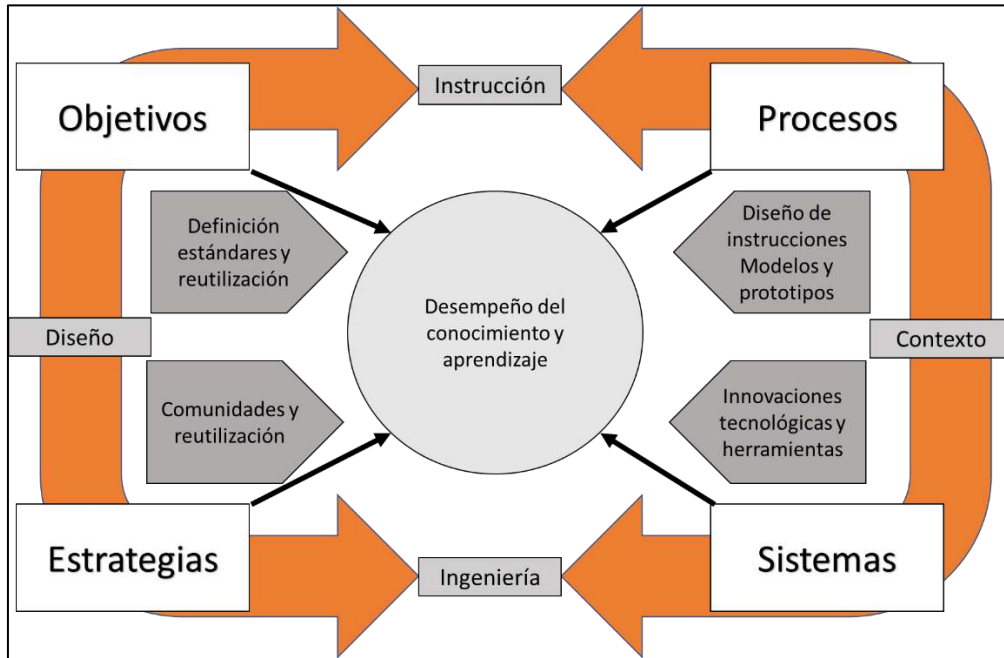 Instrucción
Objetivos
Procesos
Definición
estándares y
reutilización
Diseño de
instrucciones
Modelos y
prototipos
Desempeño del
conocimiento y
aprendizaje
Diseño
Contexto
Comunidades y
reutilización
Innovaciones
tecnológicas y
herramientas
Estrategias
Sistemas
Ingeniería